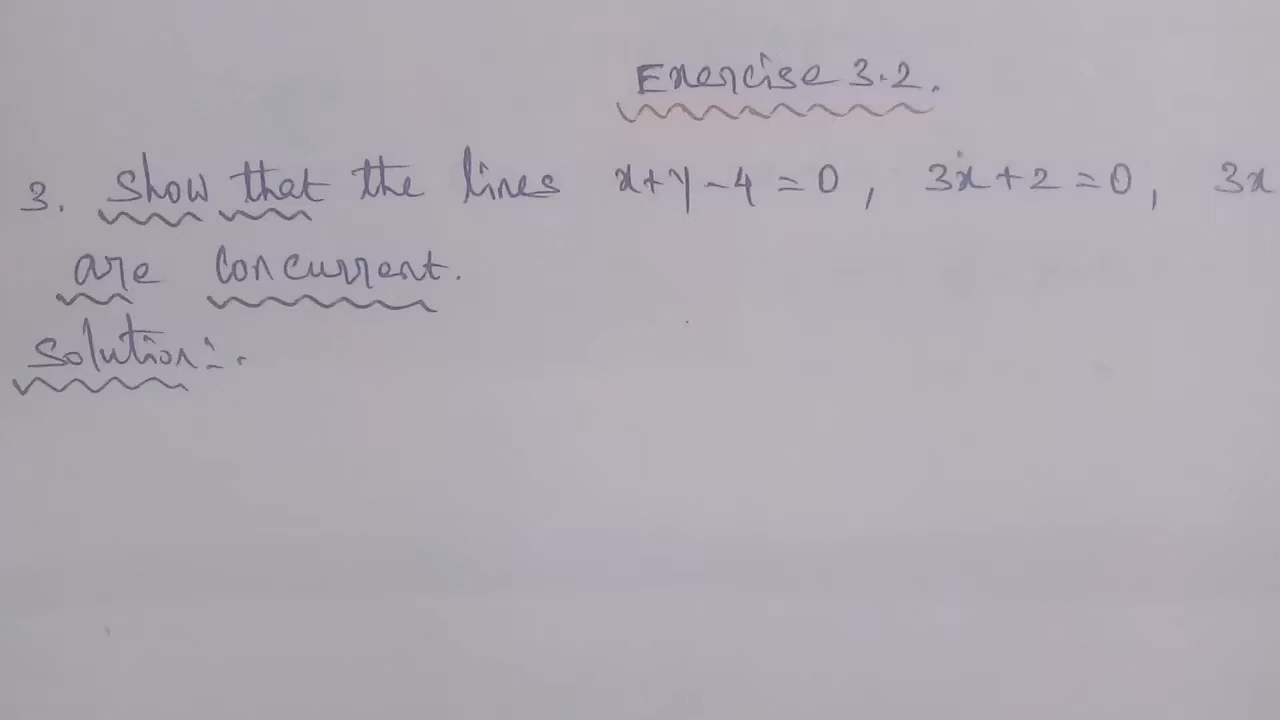 Exercise 3.2.
3. Show that the lines x+y-4=0, 3x+2=0, 3x
are concurrent.
Solution:-